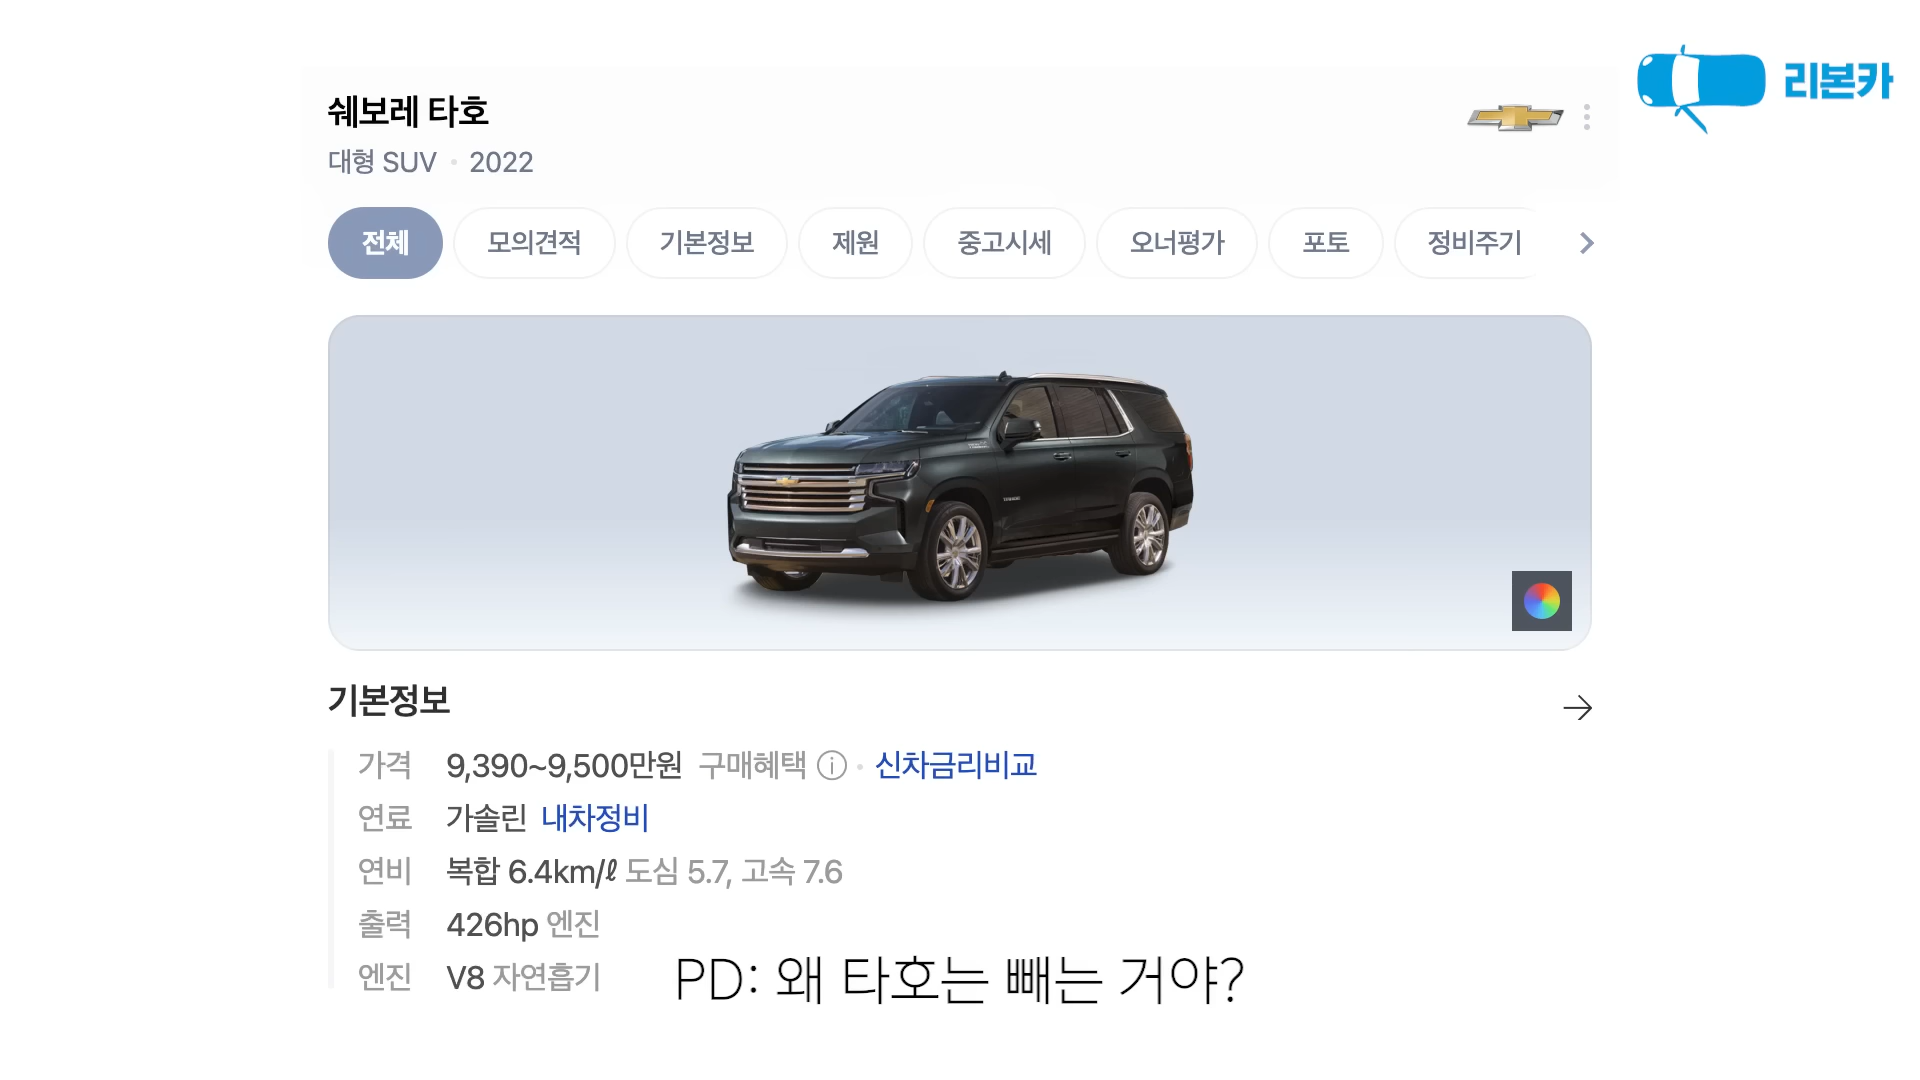 쉐보레 타호
리본카
대형 SUV • 2022
전체 모의견적 기본정보 제원 중고시세 오너평가 포토 정비주기
기본정보
가격 9,390~9,500만원 구매혜택 ⓘ • 신차금리비교
연료 가솔린 내차정비
연비 복합 6.4km/ℓ 도심 5.7, 고속 7.6
출력 426hp 엔진
엔진 V8 자연흡기
PD: 왜 타호는 빼는 거야?